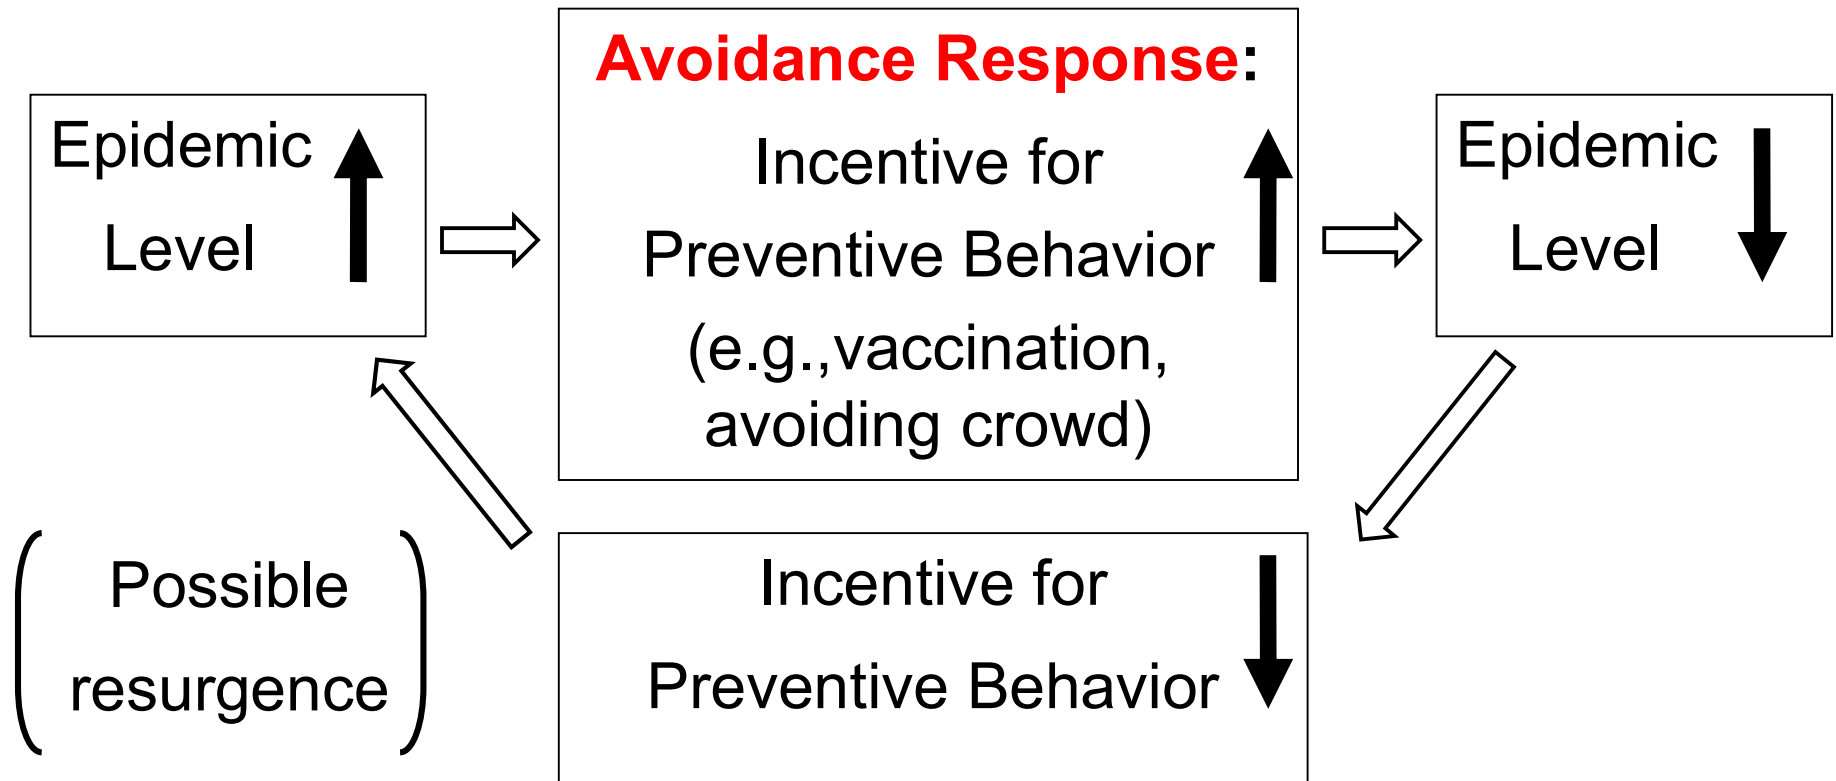 Epidemic
Level
Avoidance Response:
Incentive for
Preventive Behavior
(e.g.,vaccination,
avoiding crowd)
Epidemic
Level
Possible
resurgence
Incentive for
Preventive Behavior